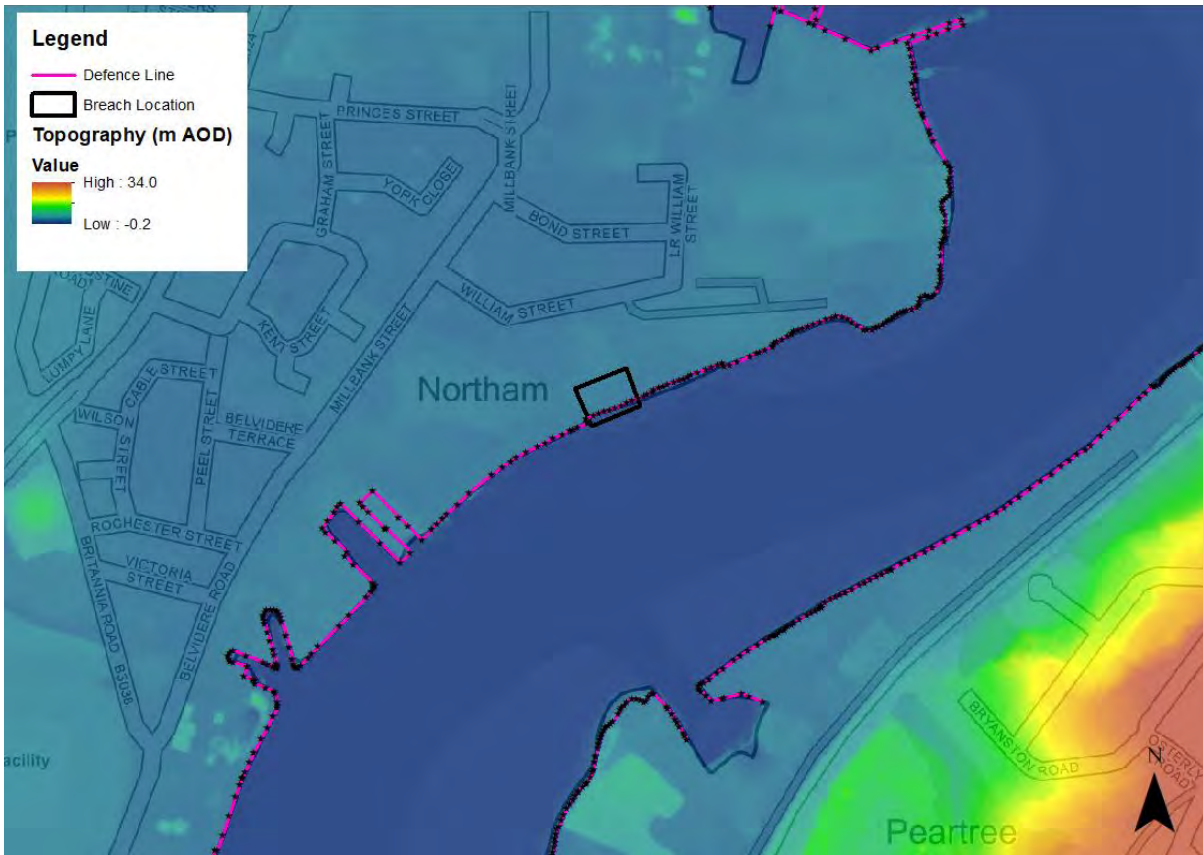 Legend
Defence Line
Breach Location
Topography (m AOD)
Value
High : 34.0
Low : -0.2
PRINCES STREET
MILLBANK STREET
GRAHAM STREET
YORK CLOSE
BOND STREET
LR WILLIAM
STREET
WILLIAM STREET
KENT STREET
LUMPY LANE
ROAD
MILLBANK STREET
Northam
CABLE STREET
WILSON STREET
PEEL STREET
BELVIDERE
TERRACE
ROCHESTER STREET
VICTORIA
STREET
BRITANNIA ROAD B3038
BELVIDERE ROAD
acility
BRYANSTON ROAD
ROAD
N
Peartree